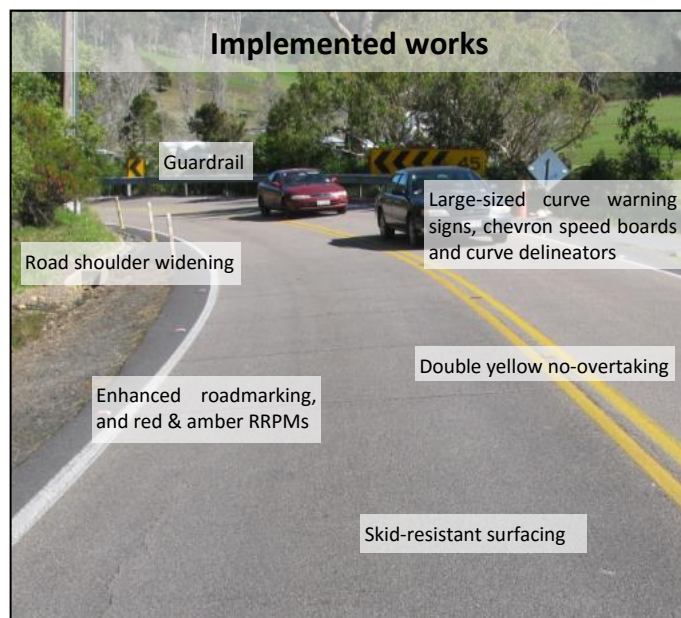 Implemented works
Guardrail
45
Large-sized curve warning
signs, chevron speed boards
and curve delineators
Road shoulder widening
Double yellow no-overtaking
Enhanced roadmarking,
and red & amber RRPMs
Skid-resistant surfacing